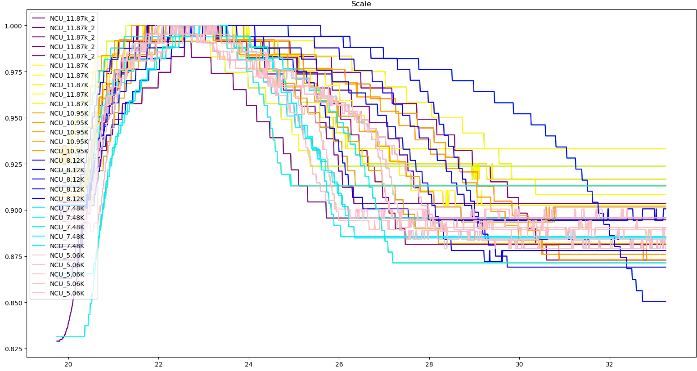 Scale
1.000
0.975
0.950
0.925
0.900
0.875
0.850
0.825
NCU_11.87k_2
NCU_11.87k_2
NCU_11.87k_2
NCU_11.87k_2
NCU_11.87k_2
NCU_11.87K
NCU_11.87K
NCU_11.87K
NCU_11.87K
NCU_11.87K
NCU_10.95K
NCU_10.95K
NCU_10.95K
NCU_10.95K
NCU_10.95K
NCU_8.12K
NCU_8.12K
NCU_8.12K
NCU_8.12K
NCU_8.12K
NCU_7.48K
NCU_7.48K
NCU_7.48K
NCU_7.48K
NCU_7.48K
NCU_5.06K
NCU_5.06K
NCU_5.06K
NCU_5.06K
NCU_5.06K
20 22 24 26 28 30 32